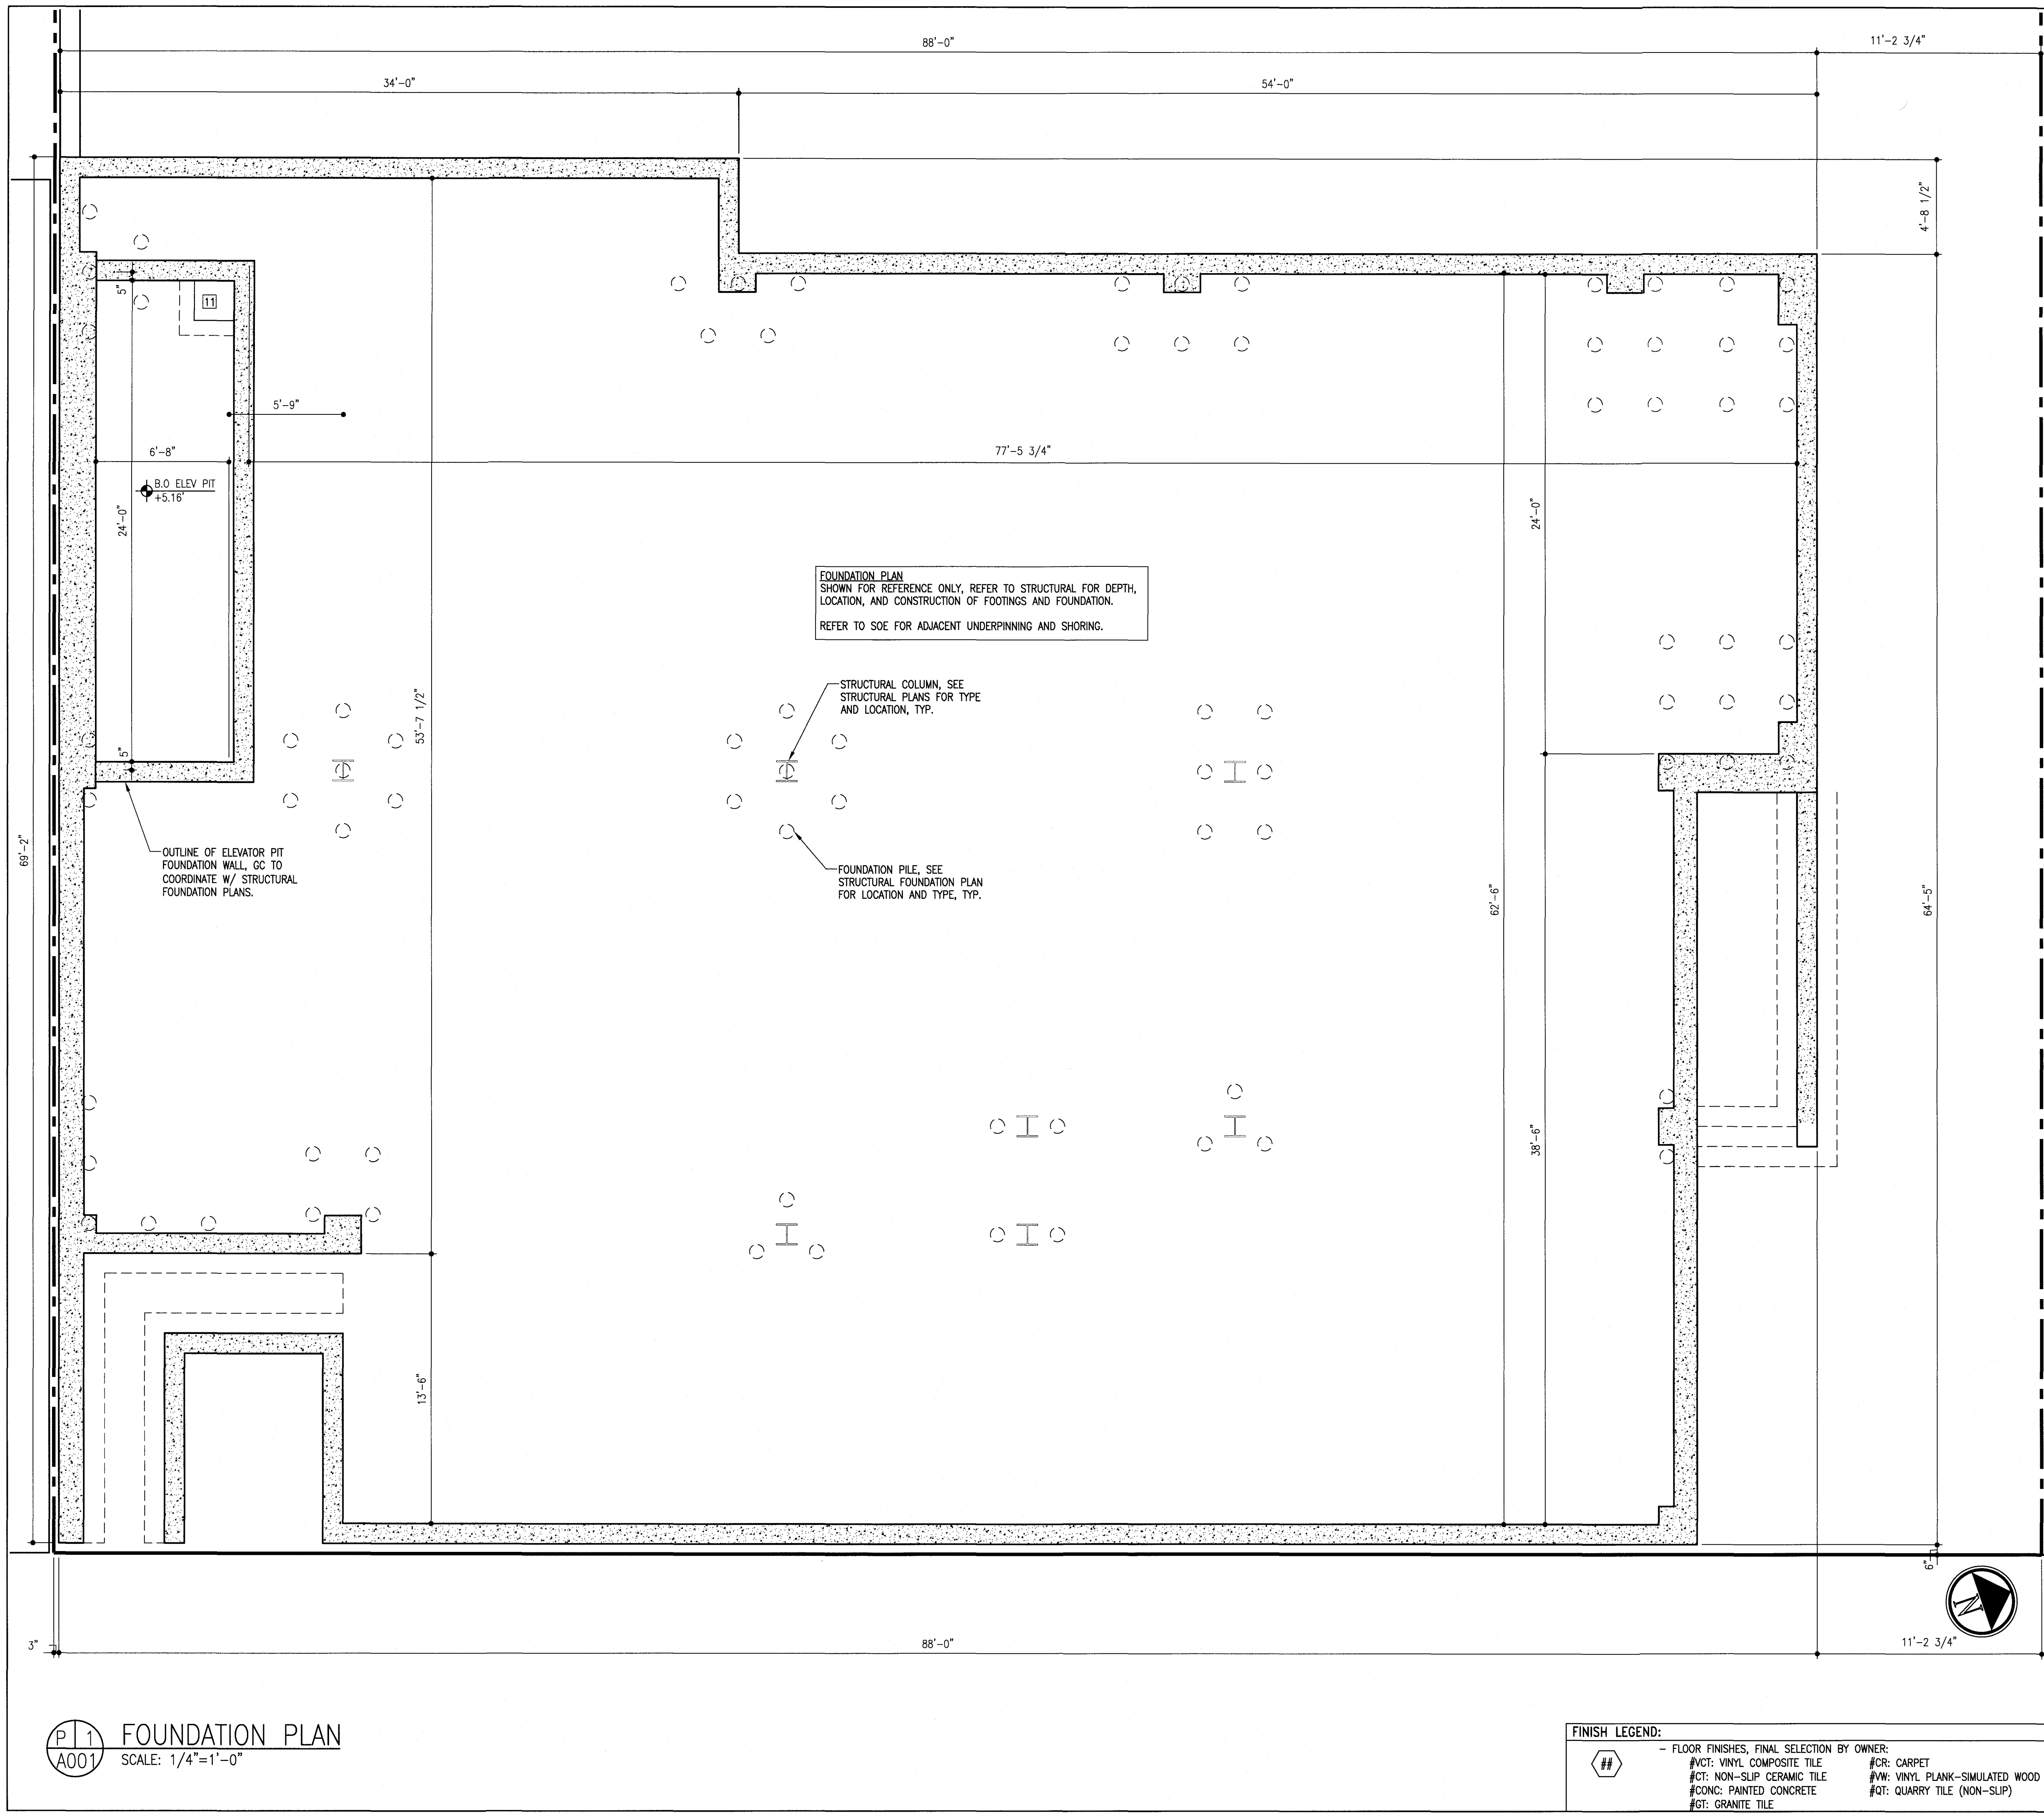 88'-0"
11'-2 3/4"
34'-0"
54'-0"
4'-8 1/2"
5"
11
5'-9"
6'-8"
77'-5 3/4"
B.O ELEV PIT
+5.16'
24'-0"
24'-0"
FOUNDATION PLAN
SHOWN FOR REFERENCE ONLY, REFER TO STRUCTURAL FOR DEPTH,
LOCATION, AND CONSTRUCTION OF FOOTINGS AND FOUNDATION.
REFER TO SOE FOR ADJACENT UNDERPINNING AND SHORING.
STRUCTURAL COLUMN, SEE
STRUCTURAL PLANS FOR TYPE
AND LOCATION, TYP.
53'-7 1/2"
5"
69'-2"
OUTLINE OF ELEVATOR PIT
FOUNDATION WALL, GC TO
COORDINATE W/ STRUCTURAL
FOUNDATION PLANS.
FOUNDATION PILE, SEE
STRUCTURAL FOUNDATION PLAN
FOR LOCATION AND TYPE, TYP.
62'-6"
64'-5"
38'-6"
13'-6"
6"
N
3"
88'-0"
11'-2 3/4"
P 1
A001
FOUNDATION PLAN
SCALE: 1/4"=1'-0"
FINISH LEGEND:
##
- FLOOR FINISHES, FINAL SELECTION BY OWNER:
#VCT: VINYL COMPOSITE TILE
#CT: NON-SLIP CERAMIC TILE
#CONC: PAINTED CONCRETE
#GT: GRANITE TILE
#CR: CARPET
#VW: VINYL PLANK-SIMULATED WOOD
#QT: QUARRY TILE (NON-SLIP)